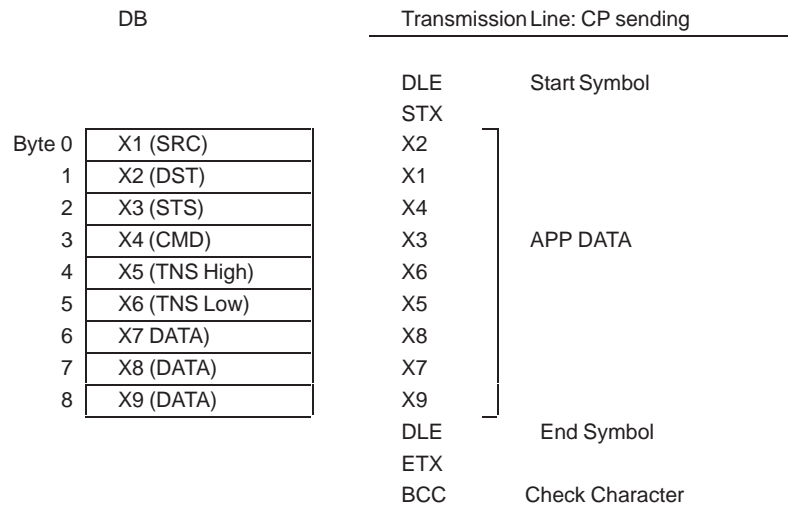 DB Transmission Line: CP sending
DLE Start Symbol
STX
Byte 0 X1 (SRC) X2
1 X2 (DST) X1
2 X3 (STS) X4
3 X4 (CMD) X3 APP DATA
4 X5 (TNS High) X6
5 X6 (TNS Low) X5
6 X7 DATA) X8
7 X8 (DATA) X7
8 X9 (DATA) X9
DLE End Symbol
ETX
BCC Check Character